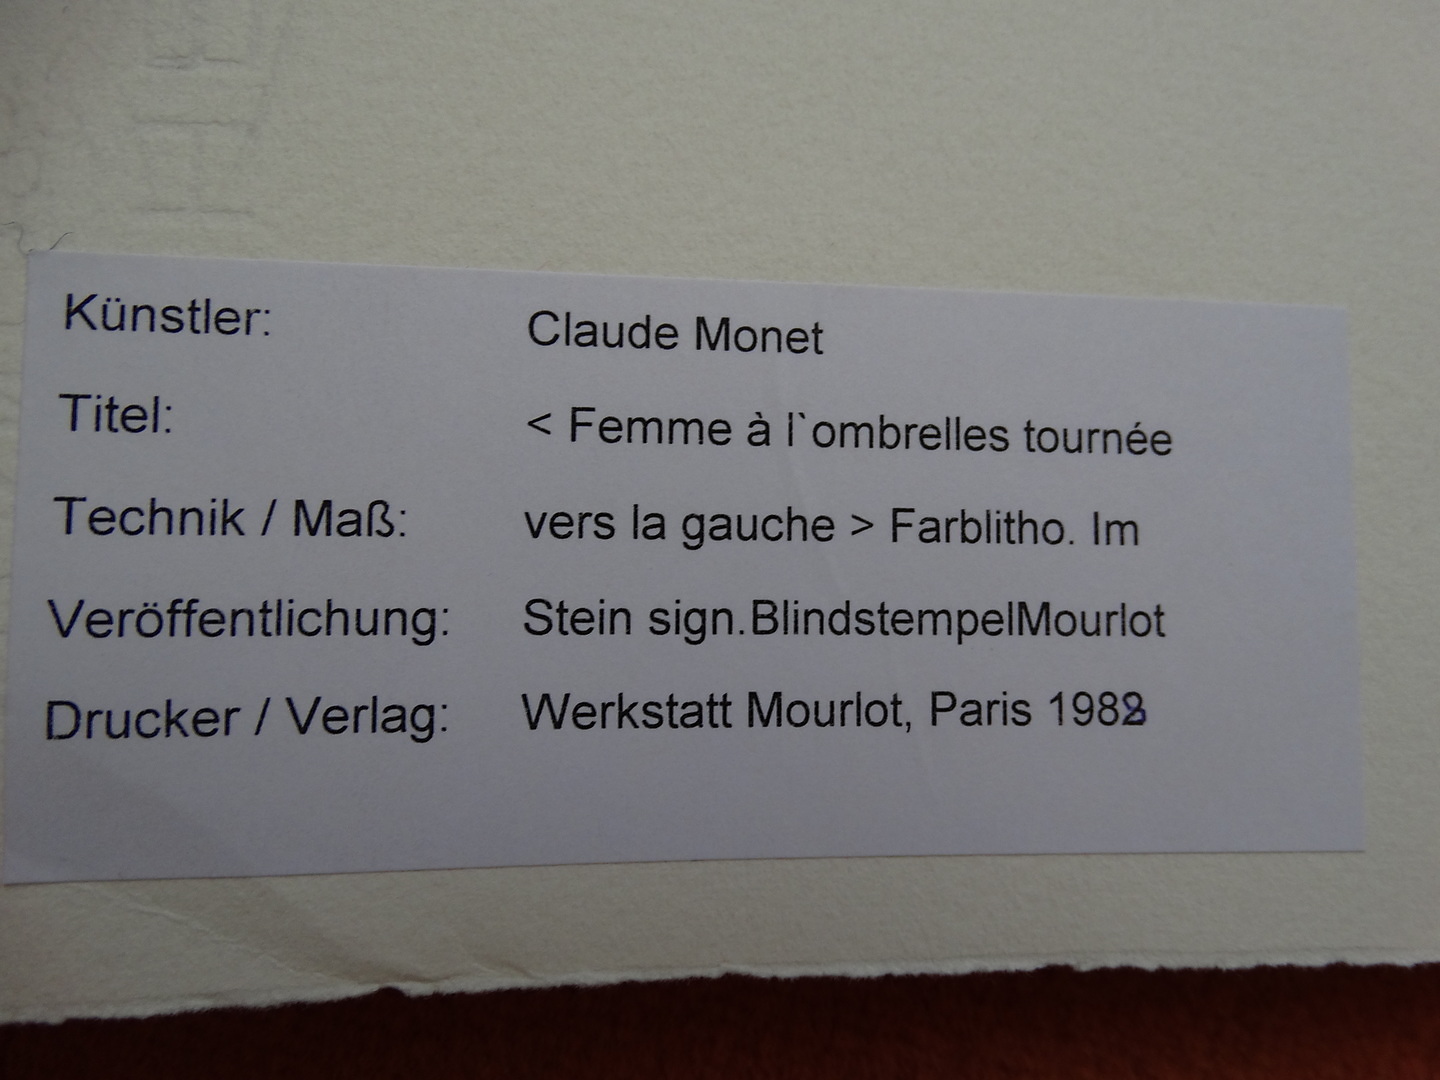 Künstler: Claude Monet
Titel: < Femme à l`ombrelles tournée
Technik / Maß: vers la gauche > Farblitho. Im
Veröffentlichung: Stein sign.BlindstempelMourlot
Drucker / Verlag: Werkstatt Mourlot, Paris